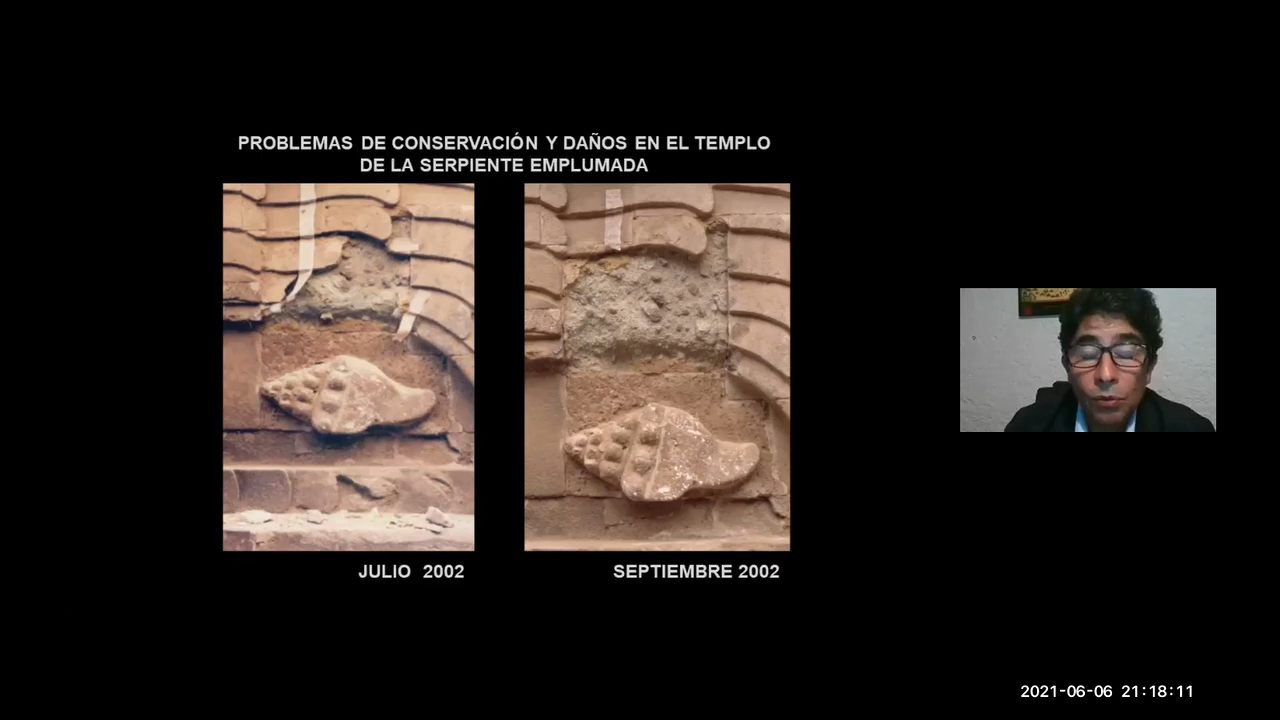 PROBLEMAS DE CONSERVACIÓN Y DAÑOS EN EL TEMPLO
DE LA SERPIENTE EMPLUMADA
JULIO 2002
SEPTIEMBRE 2002
2021-06-06 21:18:11